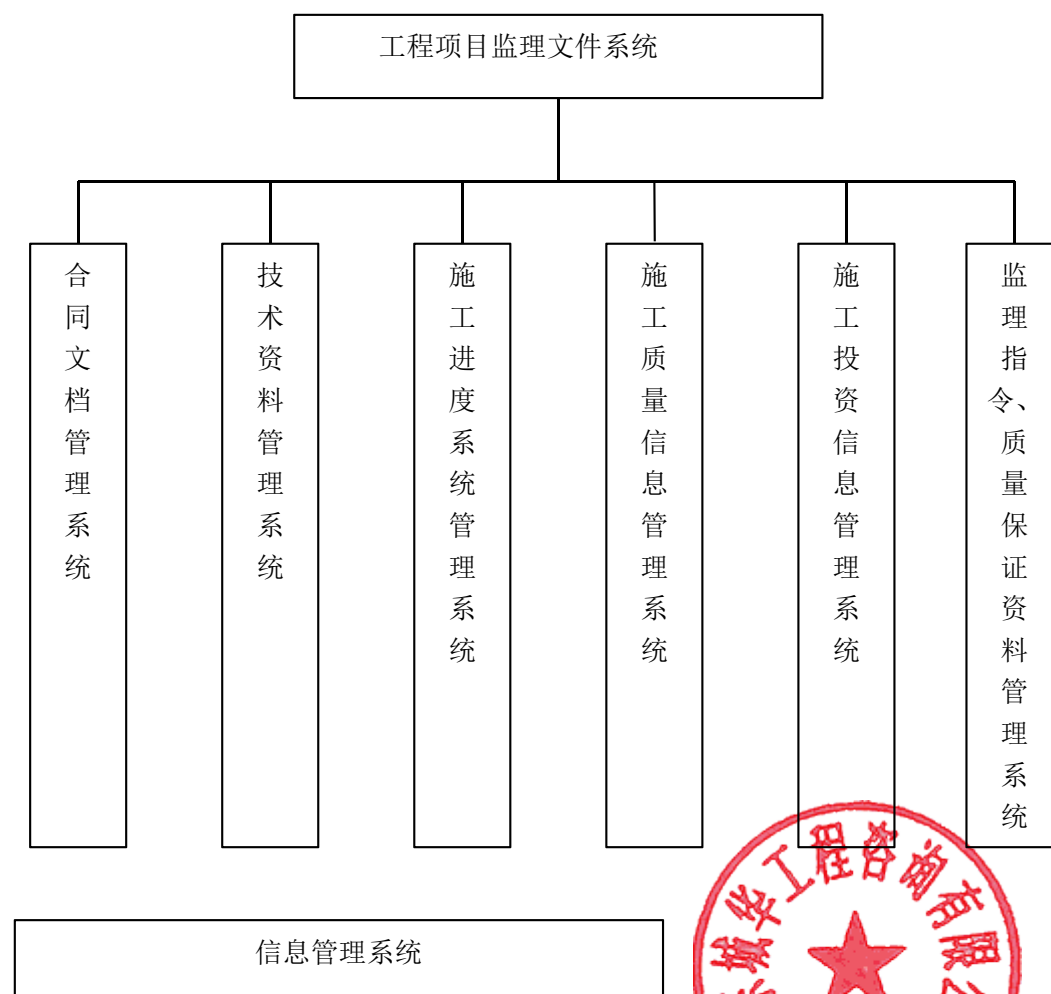 工程项目监理文件系统
合同文档管理系统
技术资料管理系统
施工进度系统管理系统
施工质量信息管理系统
施工投资信息管理系统
监理指令、质量保证资料管理系统
信息管理系统
城华工程咨询有限公